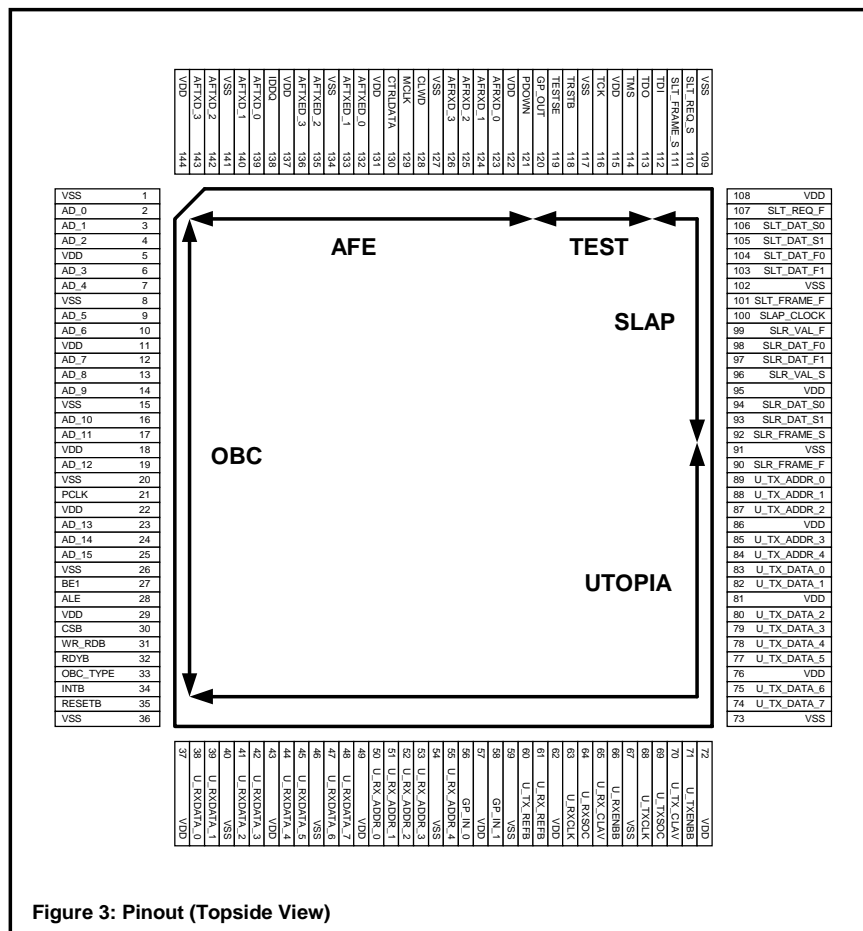 VDD 144
AFTXD_3 143
AFTXD_2 142
VSS 141
AFTXD_1 140
AFTXD_0 139
IDDQ 138
VDD 137
AFTXED_3 136
AFTXED_2 135
VSS 134
AFTXED_1 133
AFTXED_0 132
VDD 131
CTRLDATA 130
MCLK 129
CLWD 128
VSS 127
AFRXD_3 126
AFRXD_2 125
AFRXD_1 124
AFRXD_0 123
VDD 122
PDOWN 121
GP_OUT 120
TESTSE 119
TRSTB 118
VSS 117
TCK 116
VDD 115
TMS 114
TDO 113
TDI 112
SLT_FRAME_S 111
SLT_REQ_S 110
VSS 109
VSS 1
AD_0 2
AD_1 3
AD_2 4
VDD 5
AD_3 6
AD_4 7
VSS 8
AD_5 9
AD_6 10
VDD 11
AD_7 12
AD_8 13
AD_9 14
VSS 15
AD_10 16
AD_11 17
VDD 18
AD_12 19
VSS 20
PCLK 21
VDD 22
AD_13 23
AD_14 24
AD_15 25
VSS 26
BE1 27
ALE 28
VDD 29
CSB 30
WR_RDB 31
RDYB 32
OBC_TYPE 33
INTB 34
RESETB 35
VSS 36
AFE
TEST
SLAP
OBC
UTOPIA
108 VDD
107 SLT_REQ_F
106 SLT_DAT_S0
105 SLT_DAT_S1
104 SLT_DAT_F0
103 SLT_DAT_F1
102 VSS
101 SLT_FRAME_F
100 SLAP_CLOCK
99 SLR_VAL_F
98 SLR_DAT_F0
97 SLR_DAT_F1
96 SLR_VAL_S
95 VDD
94 SLR_DAT_S0
93 SLR_DAT_S1
92 SLR_FRAME_S
91 VSS
90 SLR_FRAME_F
89 U_TX_ADDR_0
88 U_TX_ADDR_1
87 U_TX_ADDR_2
86 VDD
85 U_TX_ADDR_3
84 U_TX_ADDR_4
83 U_TX_DATA_0
82 U_TX_DATA_1
81 VDD
80 U_TX_DATA_2
79 U_TX_DATA_3
78 U_TX_DATA_4
77 U_TX_DATA_5
76 VDD
75 U_TX_DATA_6
74 U_TX_DATA_7
73 VSS
37 VDD
38 U_RXDATA_0
39 U_RXDATA_1
40 VSS
41 U_RXDATA_2
42 U_RXDATA_3
43 VDD
44 U_RXDATA_4
45 U_RXDATA_5
46 VSS
47 U_RXDATA_6
48 U_RXDATA_7
49 VDD
50 U_RX_ADDR_0
51 U_RX_ADDR_1
52 U_RX_ADDR_2
53 U_RX_ADDR_3
54 VSS
55 U_RX_ADDR_4
56 GP_IN_0
57 VDD
58 GP_IN_1
59 VSS
60 U_TX_REFB
61 U_RX_REFB
62 VDD
63 U_RXCLK
64 U_RXSOC
65 U_RX_CLAV
66 U_RXENBB
67 VSS
68 U_TXCLK
69 U_TXSOC
70 U_TX_CLAV
71 U_TXENBB
72 VDD
Figure 3: Pinout (Topside View)